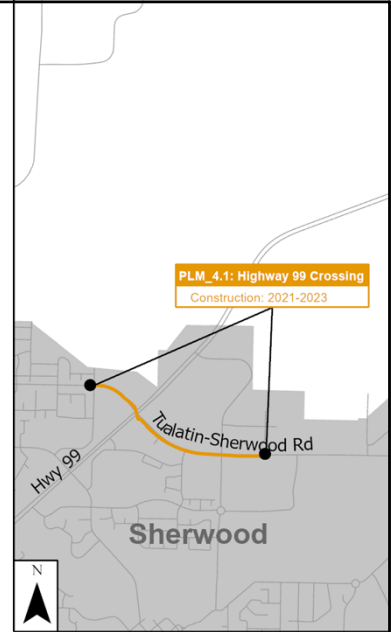 PLM_4.1: Highway 99 Crossing
Construction: 2021-2023
Tualatin-Sherwood Rd
Hwy 99
Sherwood
N